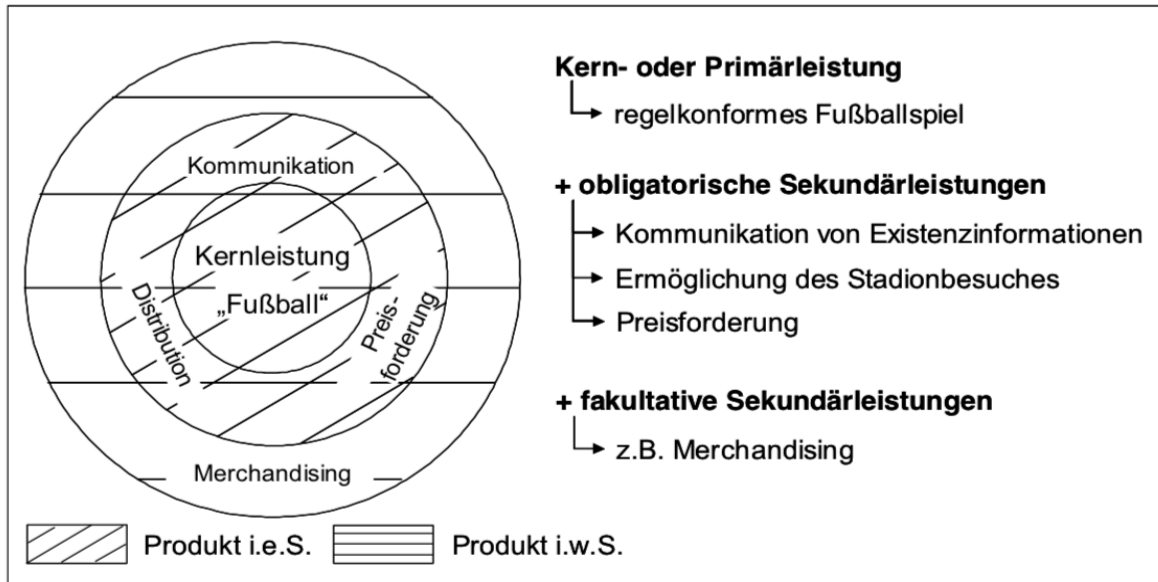 Kommunikation
Kernleistung
„Fußball“
Distribution
Preis-
forderung
Merchandising
Kern- oder Primärleistung
regelkonformes Fußballspiel
+ obligatorische Sekundärleistungen
Kommunikation von Existenzinformationen
Ermöglichung des Stadionbesuches
Preisforderung
+ fakultative Sekundärleistungen
z.B. Merchandising
Produkt i.e.S.
Produkt i.w.S.